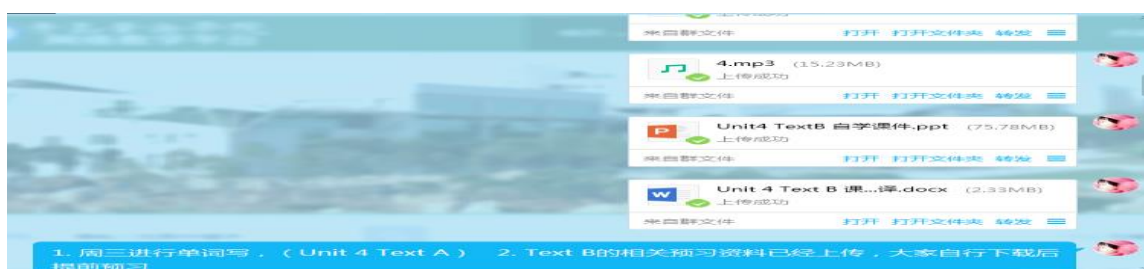 上传成功
来自群文件 打开 打开文件夹 转发
4.mp3 (15.23MB)
上传成功
来自群文件 打开 打开文件夹 转发
Unit4 TextB 自学课件.ppt (75.78MB)
上传成功
来自群文件 打开 打开文件夹 转发
Unit 4 Text B 课...译.docx (2.33MB)
上传成功
来自群文件 打开 打开文件夹 转发
1. 周三进行单词写，（Unit 4 Text A） 2. Text B的相关预习资料已经上传，大家自行下载后
提前预习